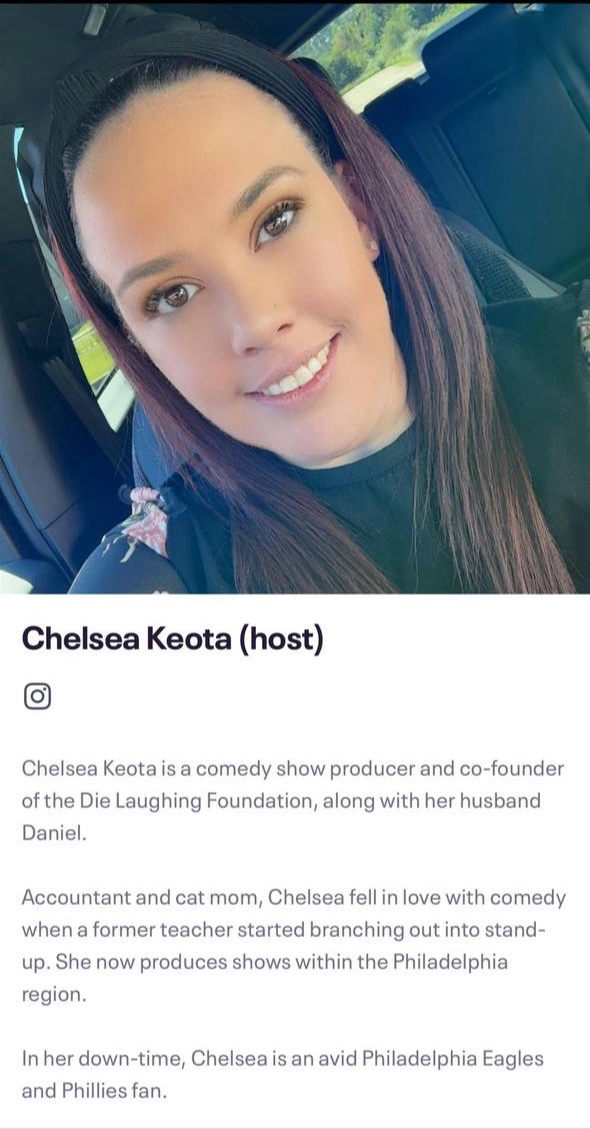 Chelsea Keota (host)
Chelsea Keota is a comedy show producer and co-founder
of the Die Laughing Foundation, along with her husband
Daniel.
Accountant and cat mom, Chelsea fell in love with comedy
when a former teacher started branching out into stand-
up. She now produces shows within the Philadelphia
region.
In her down-time, Chelsea is an avid Philadelphia Eagles
and Phillies fan.